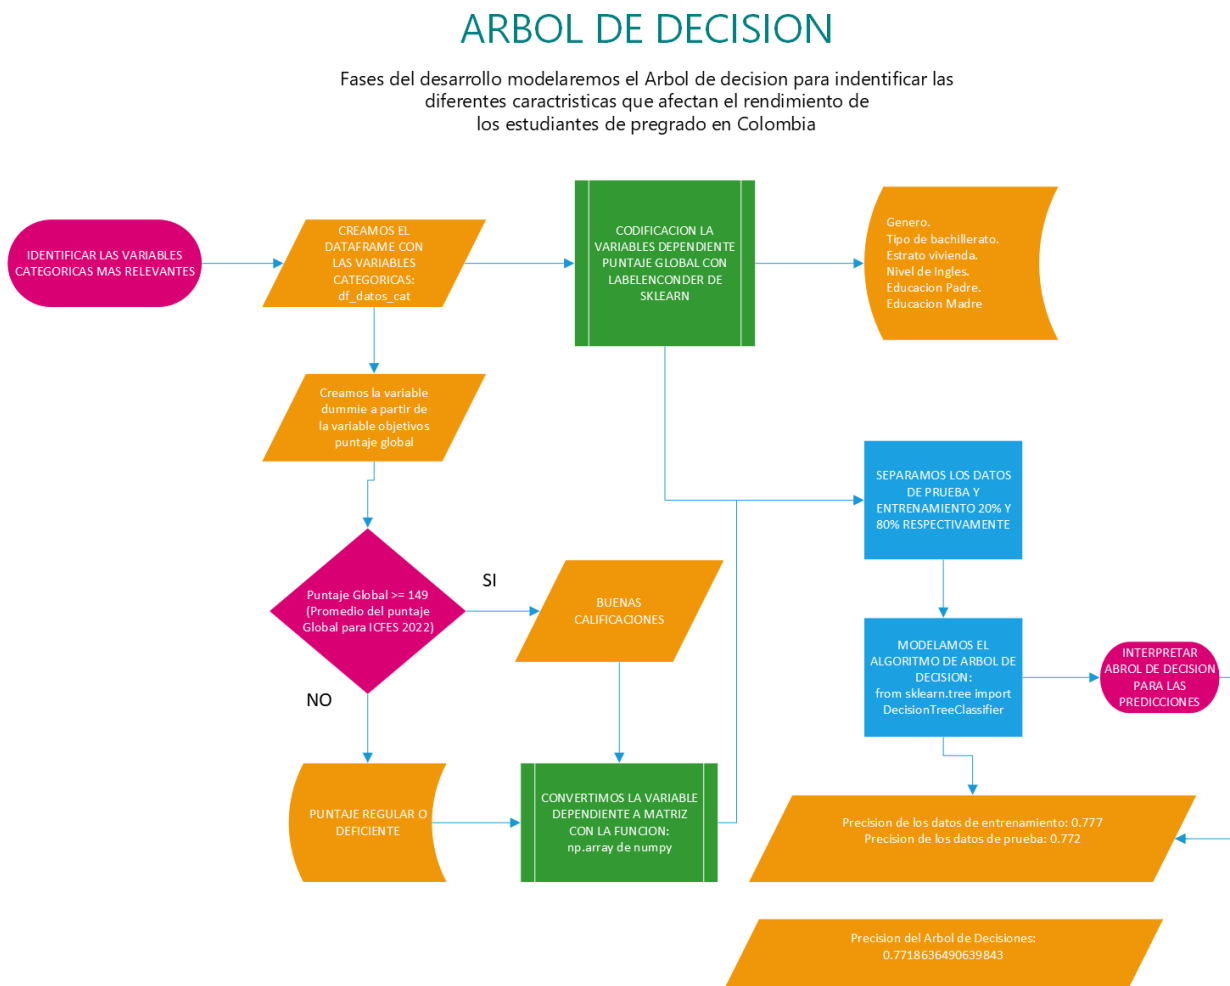 ARBOL DE DECISION
Fases del desarrollo modelaremos el Arbol de decision para indentificar las
diferentes caractristicas que afectan el rendimiento de
los estudiantes de pregrado en Colombia
IDENTIFICAR LAS VARIABLES
CATEGORICAS MAS RELEVANTES
CREAMOS EL
DATAFRAME CON
LAS VARIABLES
CATEGORICAS:
df_datos_cat
CODIFICACION LA
VARIABLES DEPENDIENTE
PUNTAJE GLOBAL CON
LABELENCONDER DE
SKLEARN
Genero.
Tipo de bachillerato.
Estrato vivienda.
Nivel de Ingles.
Educacion Padre.
Educacion Madre
Creamos la variable
dummie a partir de
la variable objetivos
puntaje global
SEPARAMOS LOS DATOS
DE PRUEBA Y
ENTRENAMIENTO 20% Y
80% RESPECTIVAMENTE
Puntaje Global >= 149
(Promedio del puntaje
Global para ICFES 2022)
SI
BUENAS
CALIFICACIONES
NO
MODELAMOS EL
ALGORITMO DE ARBOL DE
DECISION:
from sklearn.tree import
DecisionTreeClassifier
INTERPRETAR
ABROL DE DECISION
PARA LAS
PREDICCIONES
PUNTAJE REGULAR O
DEFICIENTE
CONVERTIMOS LA VARIABLE
DEPENDIENTE A MATRIZ
CON LA FUNCION:
np.array de numpy
Precision de los datos de entrenamiento: 0.777
Precision de los datos de prueba: 0.772
Precision del Arbol de Decisiones:
0.7718636490639843